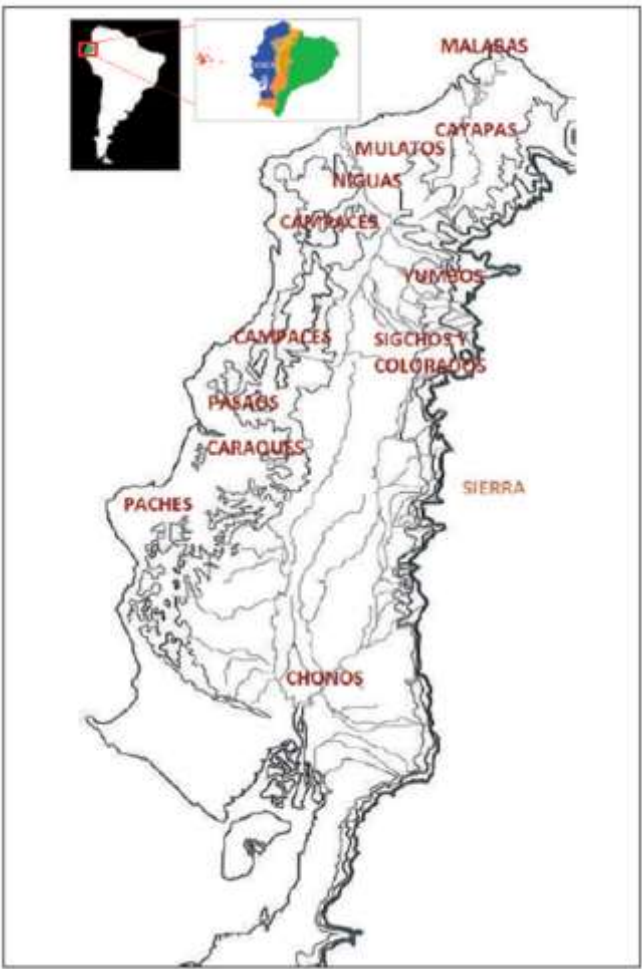 MALABAS
CAYAPAS
MULATOS
NIGUAS
CAMPACES
YUMBOS
CAMPACES
SIGCHOS Y
COLORADOS
PASAOS
CARAQUES
SIERRA
PACHES
CHONOS